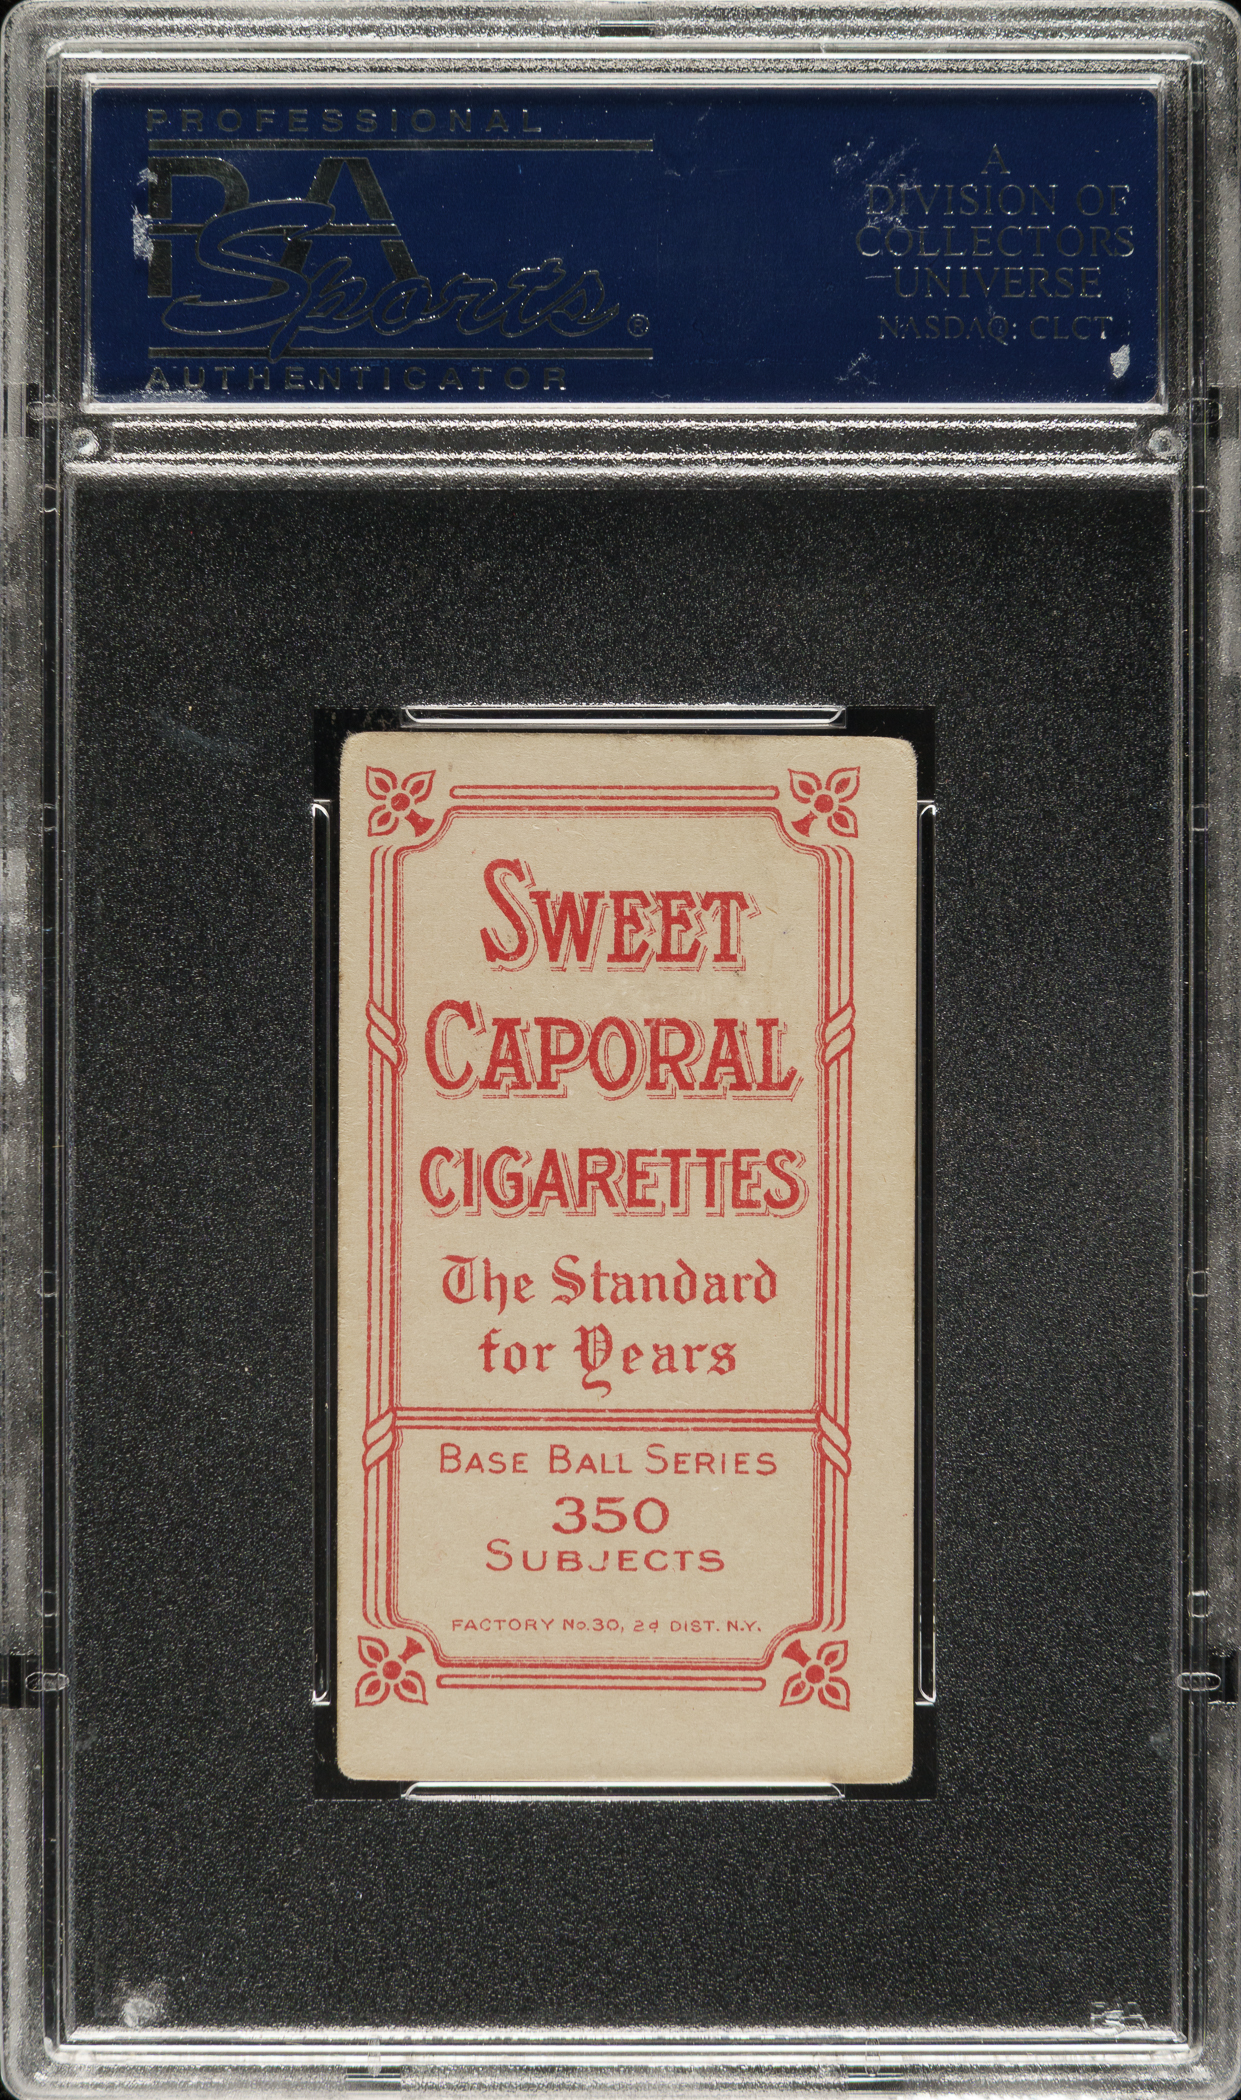 PROFESSIONAL
PSA
Sports®
AUTHENTICATOR
A
DIVISION OF
COLLECTORS
UNIVERSE
NASDAQ: CLCT
SWEET
CAPORAL
CIGARETTES
The Standard
for Years
BASE BALL SERIES
350
SUBJECTS
FACTORY No.30, 2d DIST. N.Y.
PSA